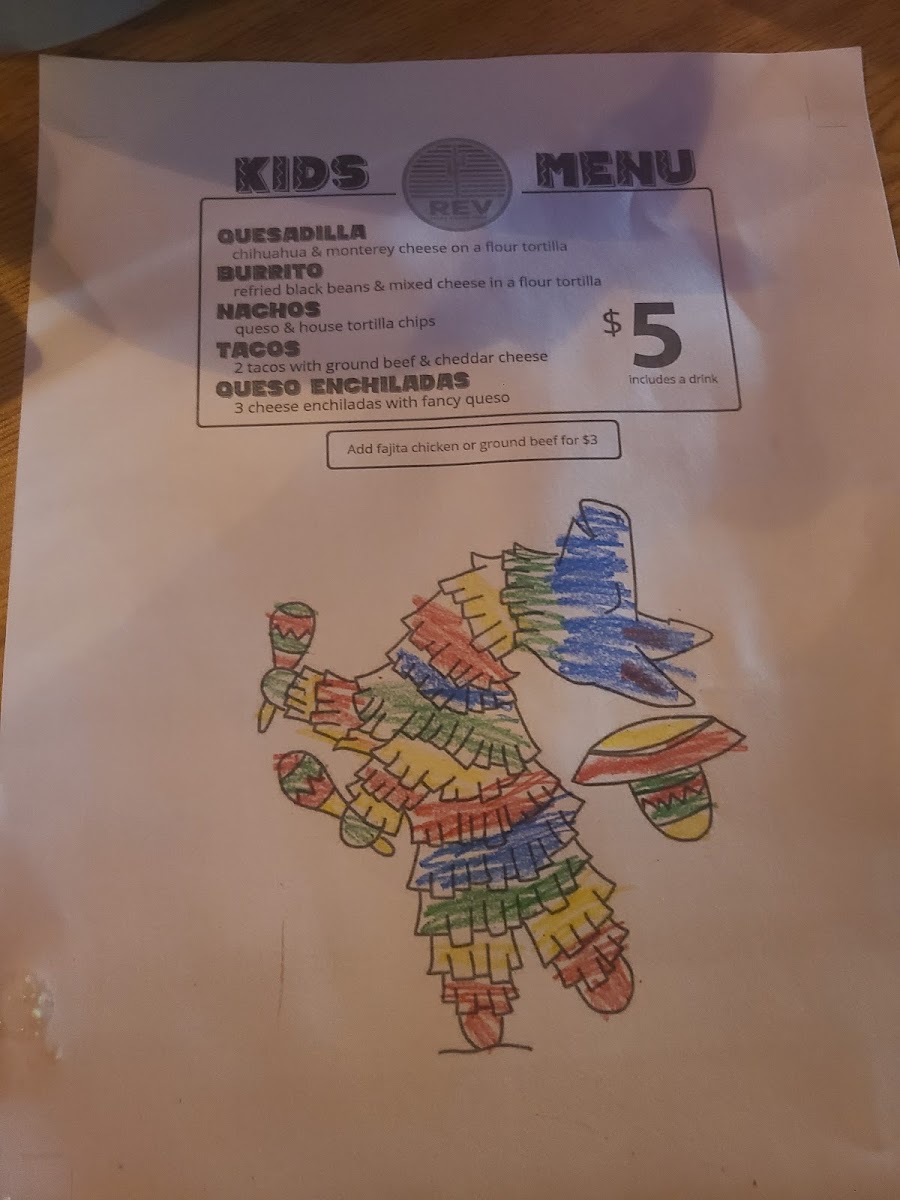 KIDS MENU
REV
QUESADILLA
chihuahua & monterey cheese on a flour tortilla
BURRITO
refried black beans & mixed cheese in a flour tortilla
NACHOS
queso & house tortilla chips
TACOS
2 tacos with ground beef & cheddar cheese
QUESO ENCHILADAS
3 cheese enchiladas with fancy queso
$5
includes a drink
Add fajita chicken or ground beef for $3